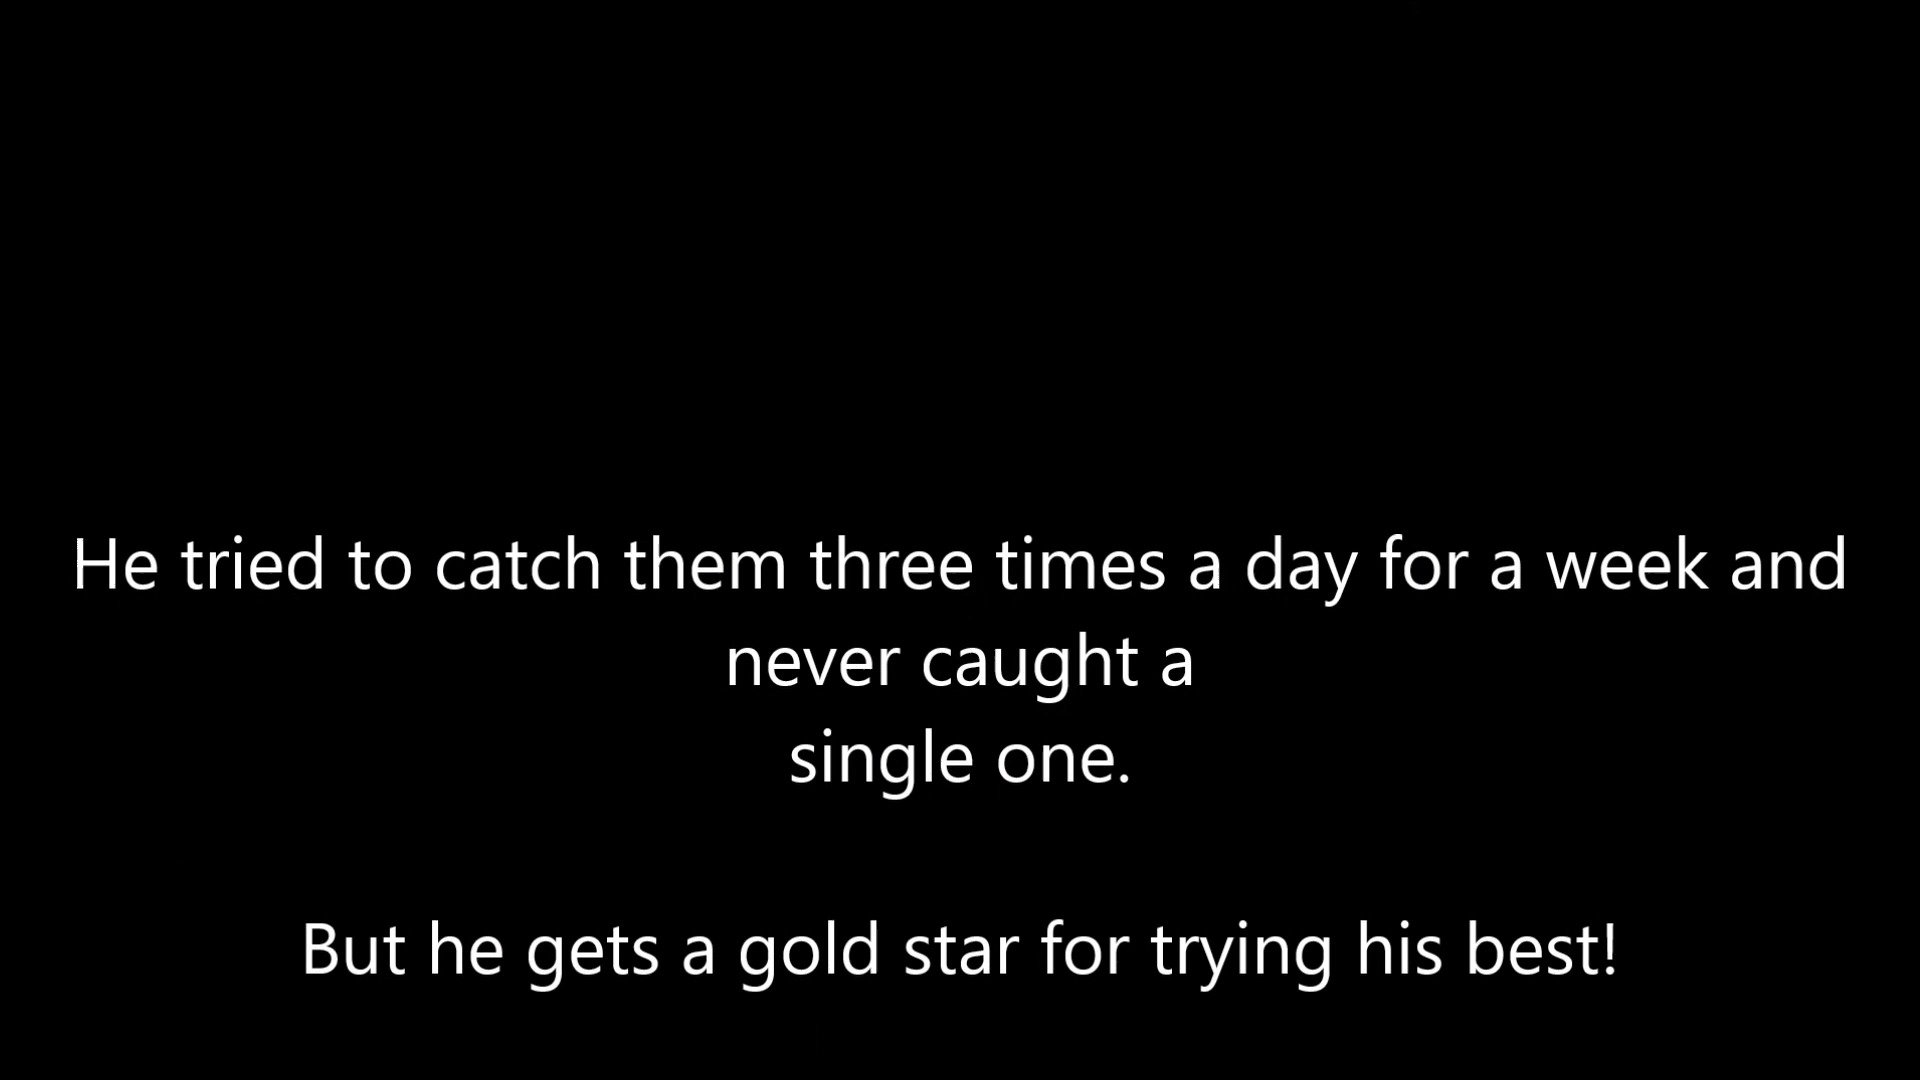 He tried to catch them three times a day for a week and
never caught a
single one.
But he gets a gold star for trying his best!